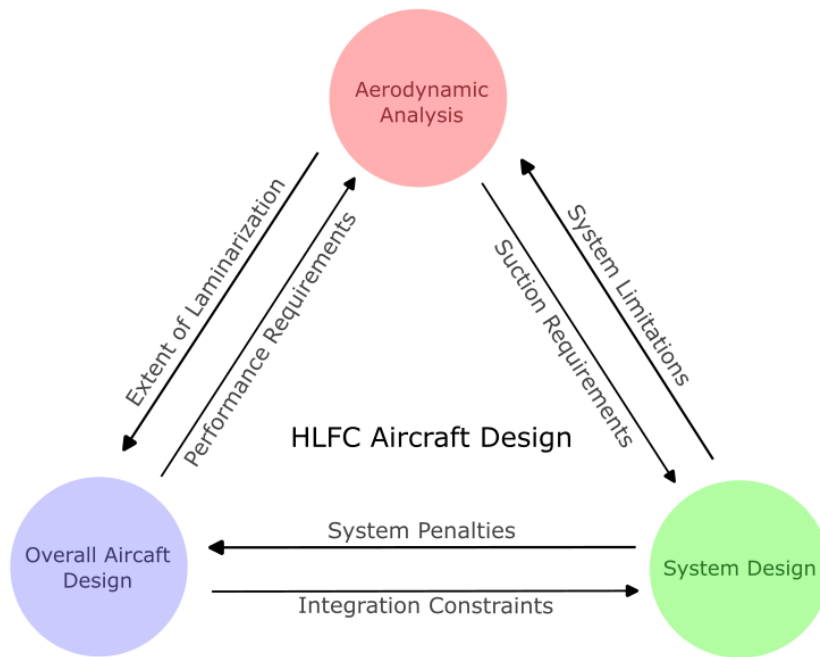 Aerodynamic
Analysis
Extent of Laminarization
Performance Requirements
Suction Requirements
System Limitations
HLFC Aircraft Design
Overall Aircaft
Design
System Penalties
Integration Constraints
System Design